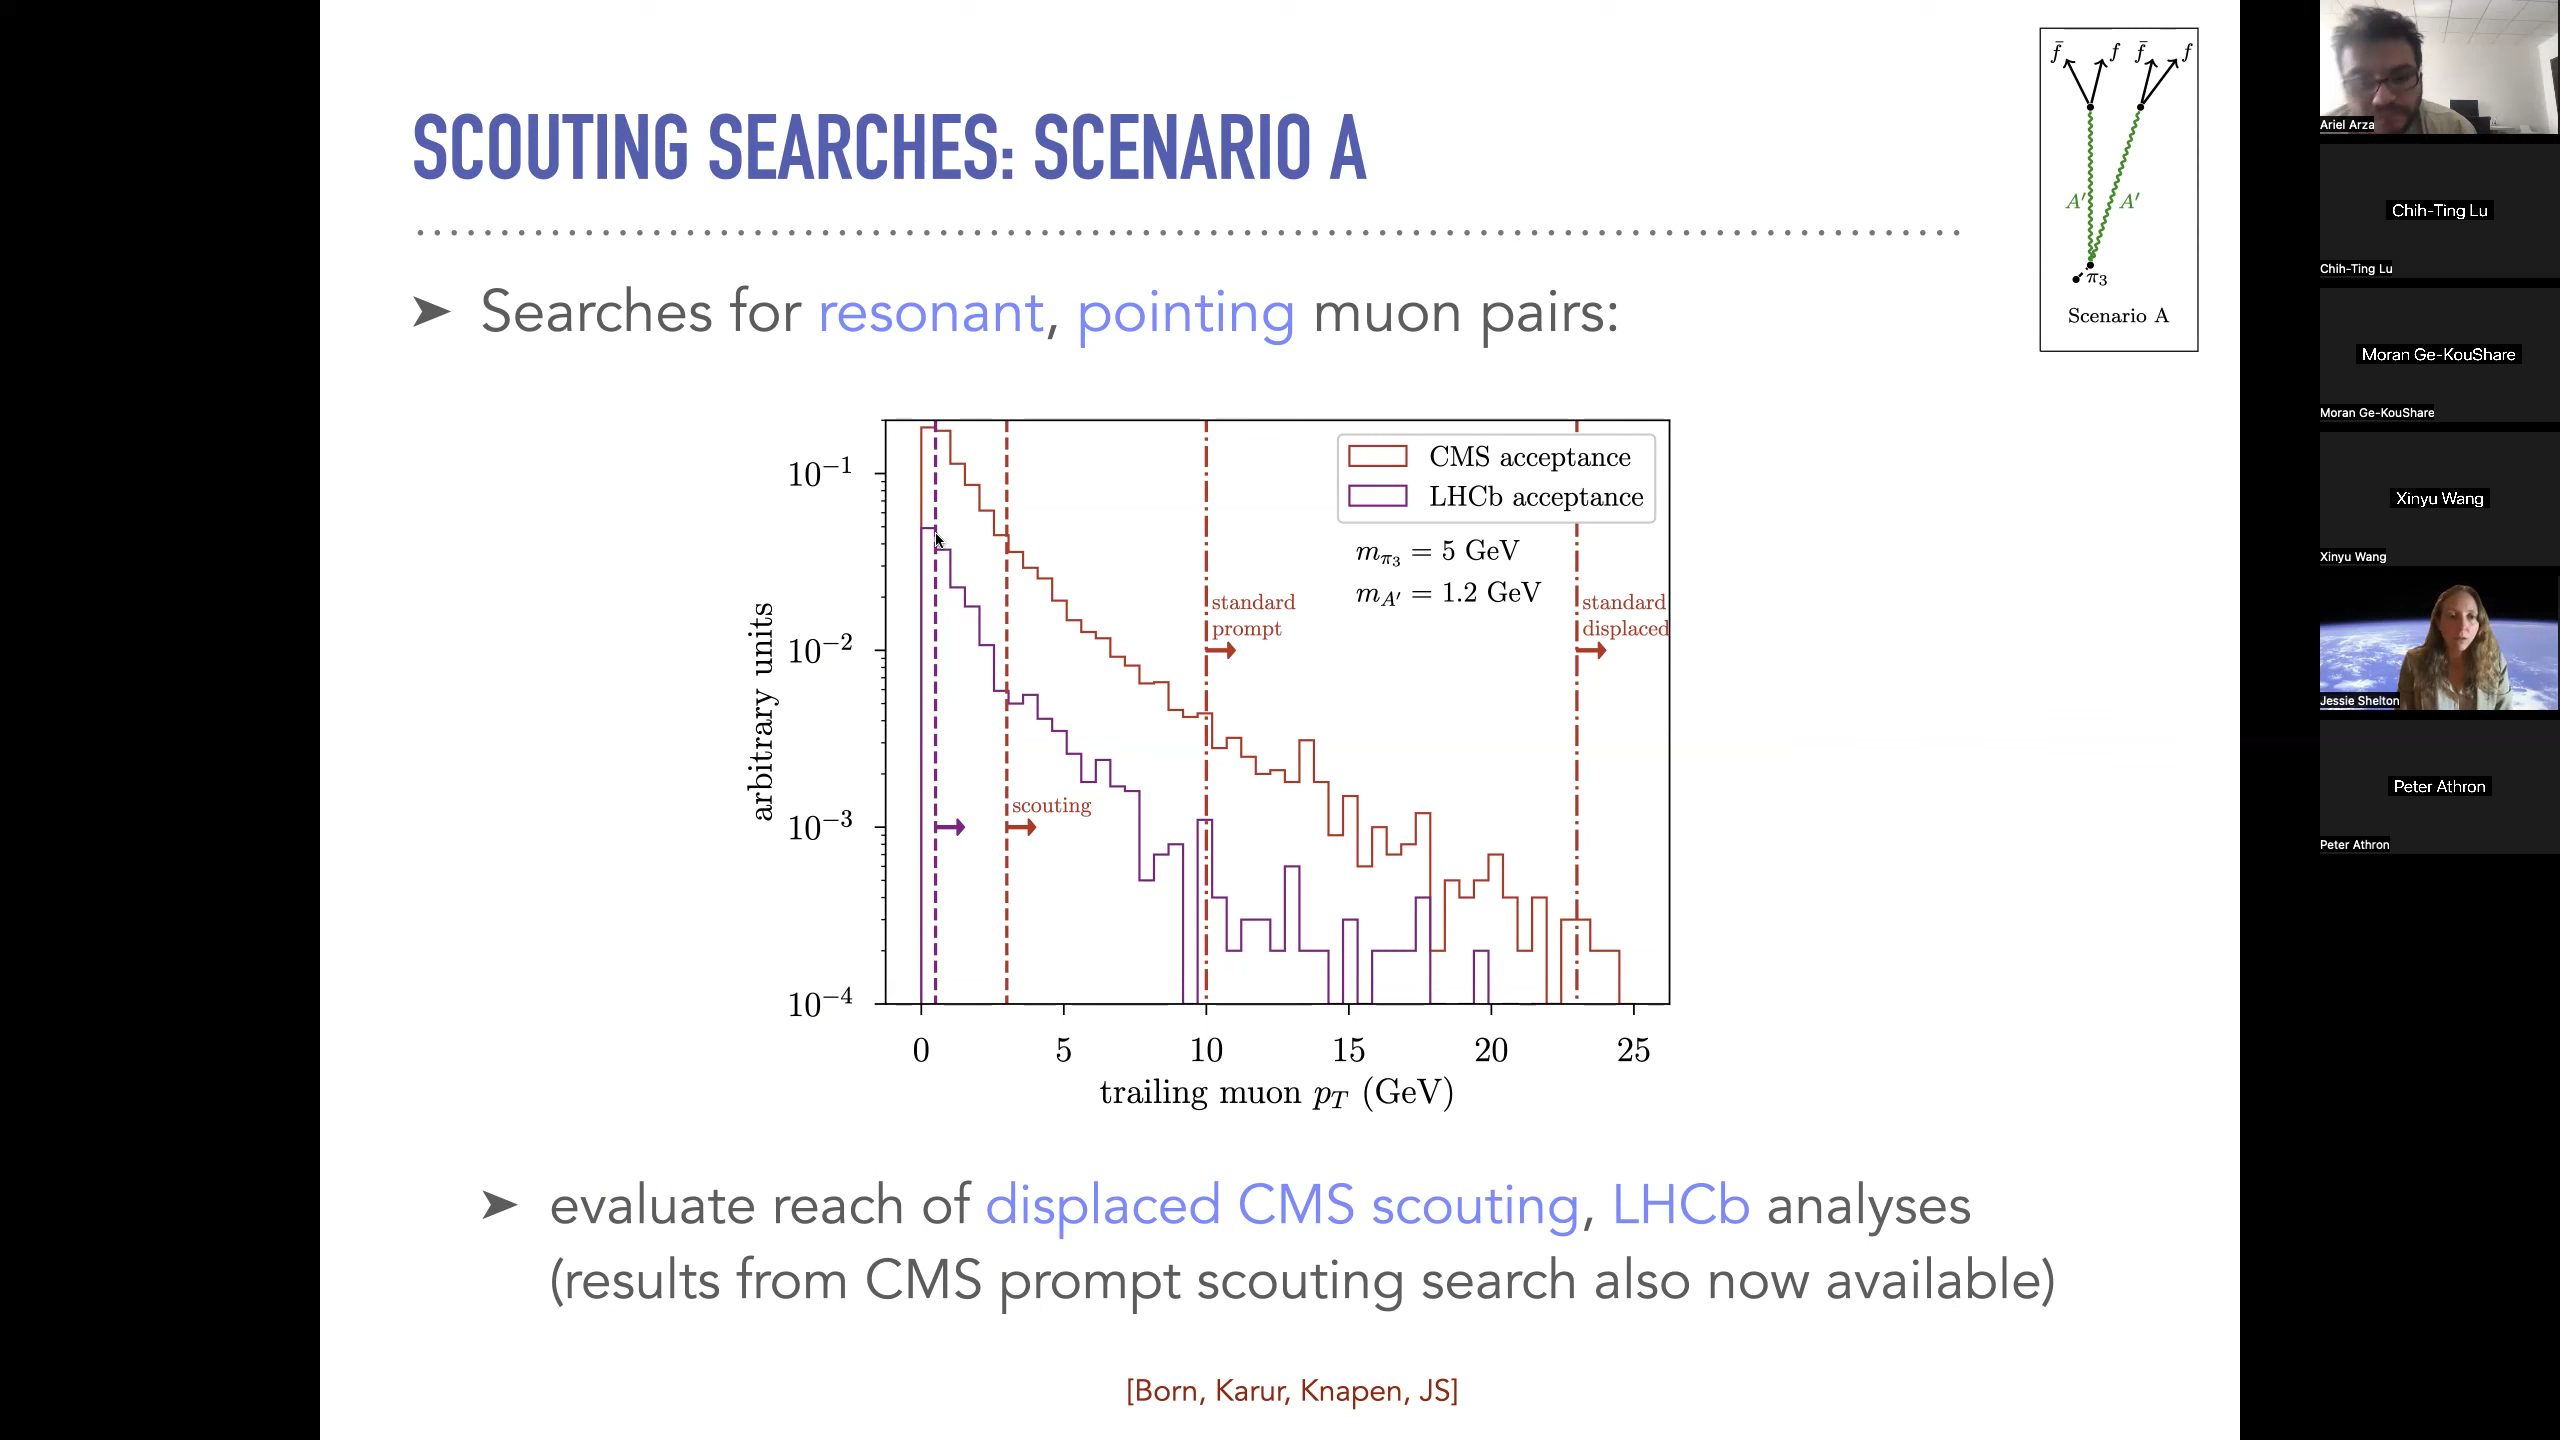 SCOUTING SEARCHES: SCENARIO A
f̄ f f̄ f
A′ A′
π₃
Scenario A
➤ Searches for resonant, pointing muon pairs:
CMS acceptance
LHCb acceptance
m_π₃ = 5 GeV
m_A′ = 1.2 GeV
standard
prompt
standard
displaced
scouting
arbitrary units
10⁻¹
10⁻²
10⁻³
10⁻⁴
0 5 10 15 20 25
trailing muon p_T (GeV)
➤ evaluate reach of displaced CMS scouting, LHCb analyses
(results from CMS prompt scouting search also now available)
[Born, Karur, Knapen, JS]
Ariel Arza
Chih-Ting Lu
Chih-Ting Lu
Moran Ge-KouShare
Moran Ge-KouShare
Xinyu Wang
Xinyu Wang
Jessie Shelton
Peter Athron
Peter Athron